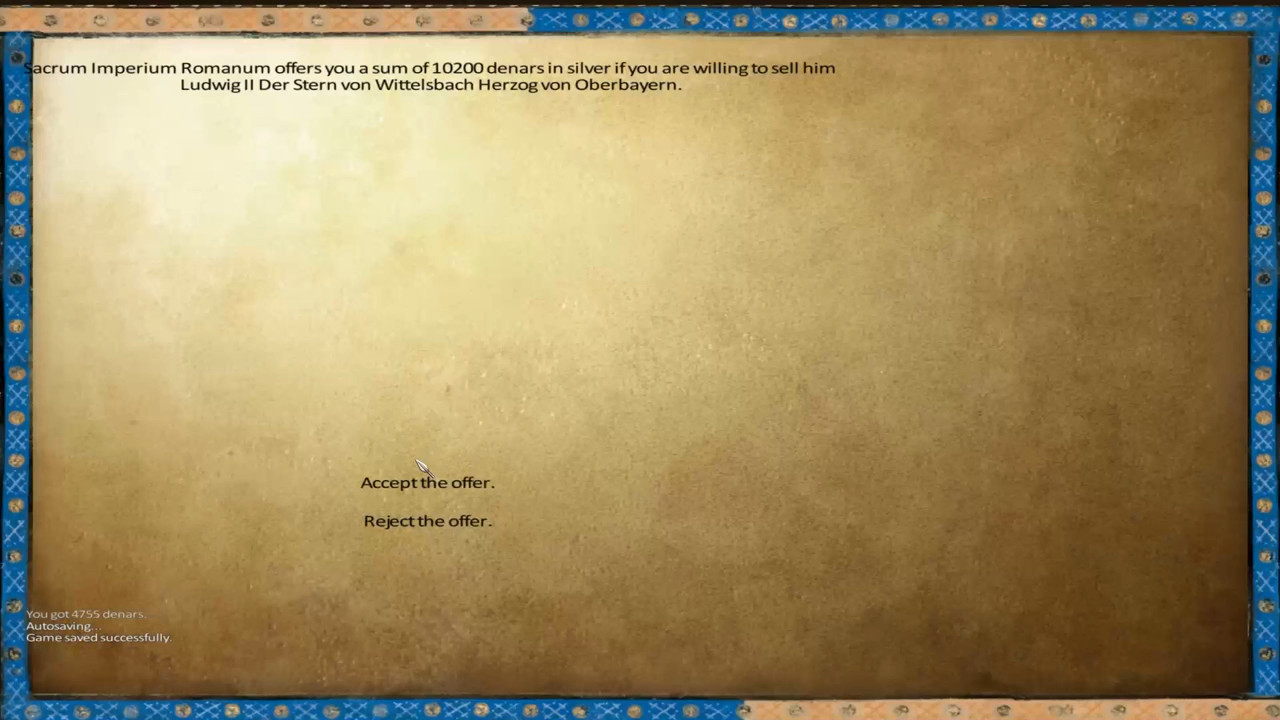 Sacrum Imperium Romanum offers you a sum of 10200 denars in silver if you are willing to sell him
Ludwig II Der Stern von Wittelsbach Herzog von Oberbayern.
Accept the offer.
Reject the offer.
You got 4755 denars.
Autosaving...
Game saved successfully.